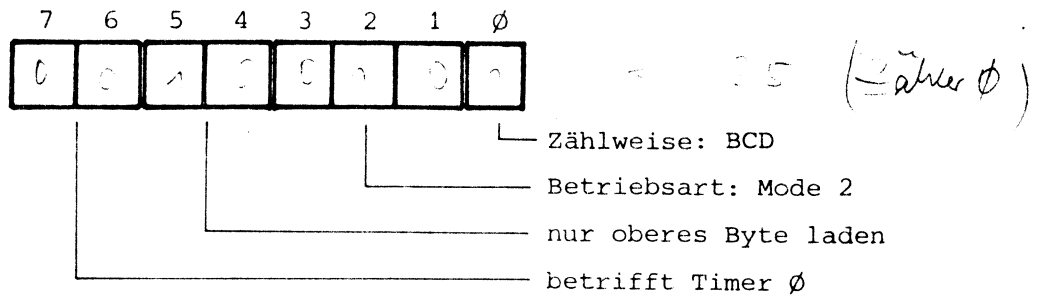 7 6 5 4 3 2 1 Ø
0 0 1 0 0 1 0 1
25 (Zähler Ø)
Zählweise: BCD
Betriebsart: Mode 2
nur oberes Byte laden
betrifft Timer Ø